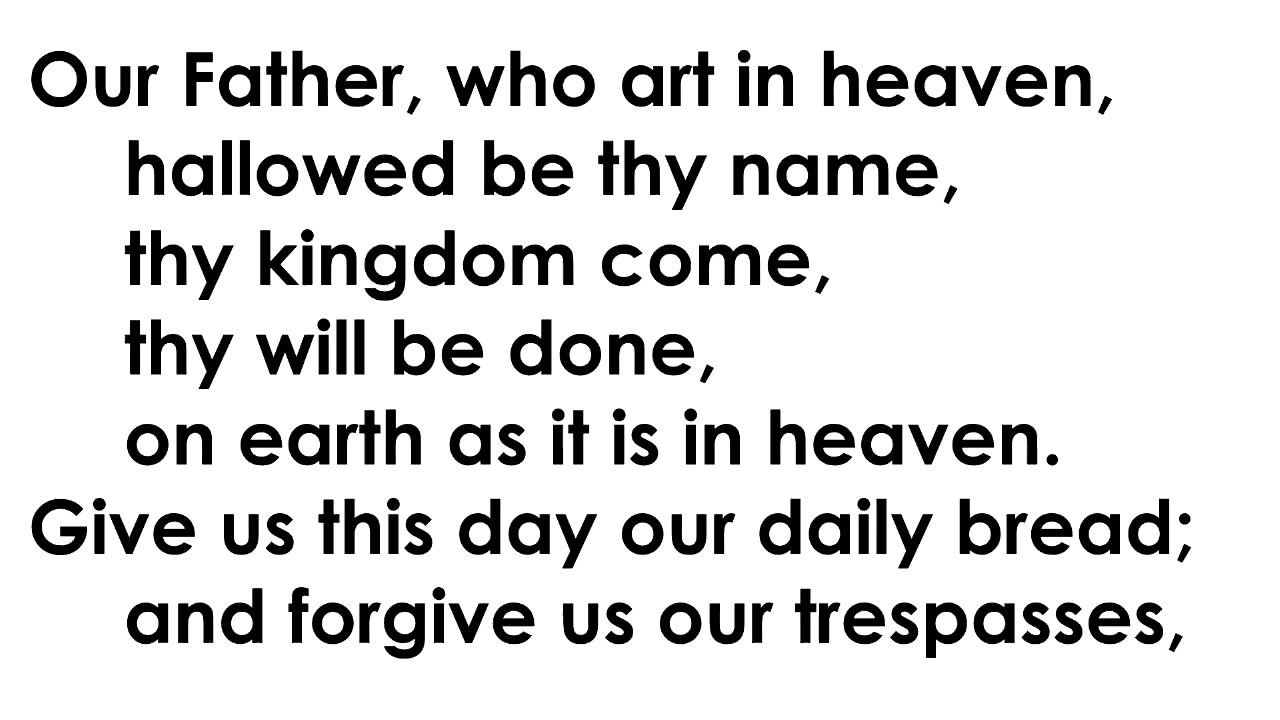 Our Father, who art in heaven,
hallowed be thy name,
thy kingdom come,
thy will be done,
on earth as it is in heaven.
Give us this day our daily bread;
and forgive us our trespasses,